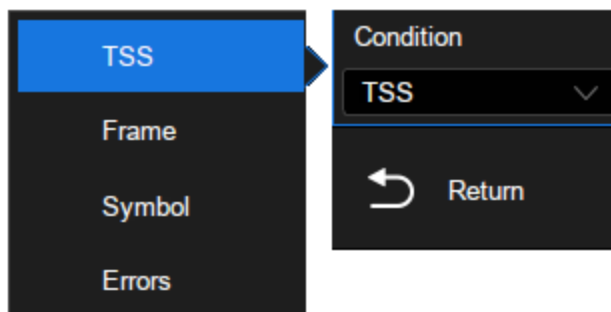 TSS
Frame
Symbol
Errors
Condition
TSS
Return